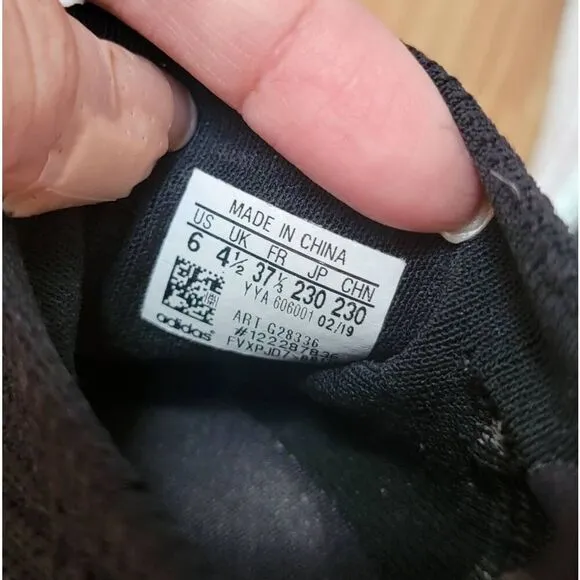 MADE IN CHINA
US UK FR JP CHN
6 4½ 37⅓ 230 230
YYA 606001 02/19
ART G28336
adidas